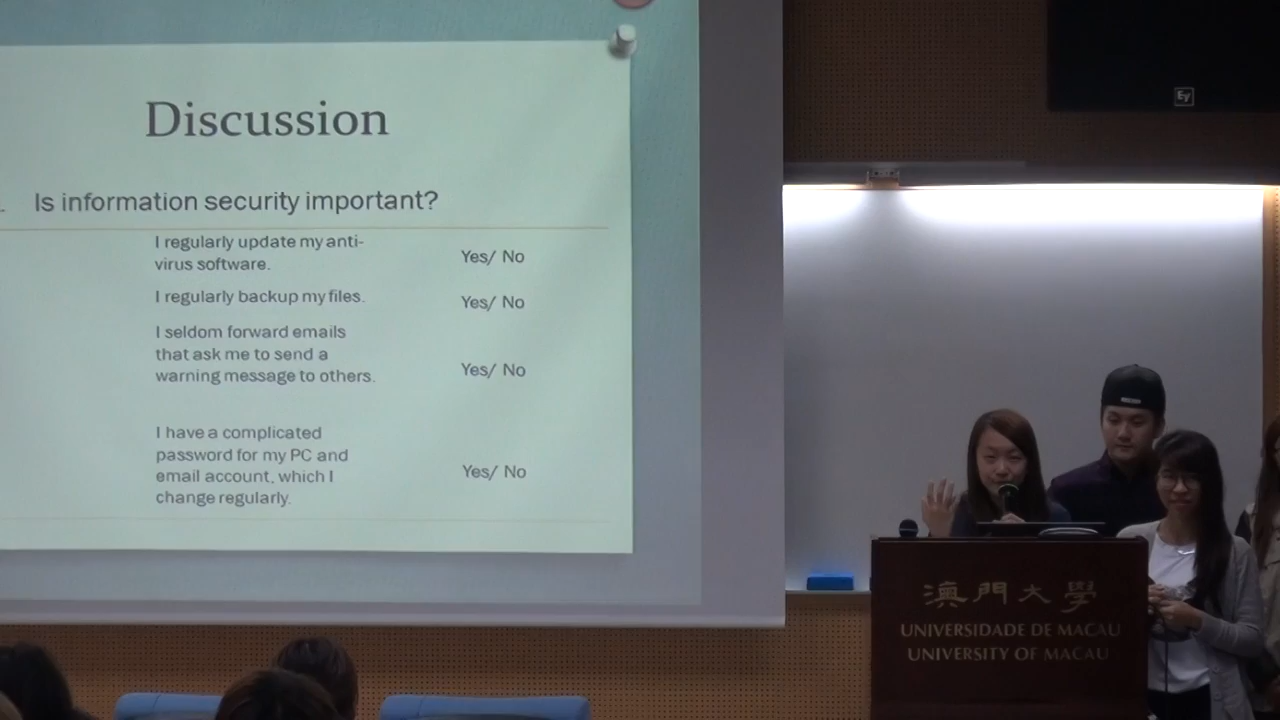 Discussion
Is information security important?
I regularly update my anti-
virus software.
Yes/ No
I regularly backup my files.
Yes/ No
I seldom forward emails
that ask me to send a
warning message to others.
Yes/ No
I have a complicated
password for my PC and
email account, which I
change regularly.
Yes/ No
EV
澳門大學
UNIVERSIDADE DE MACAU
UNIVERSITY OF MACAU